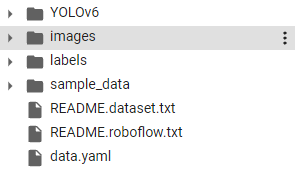 YOLOv6
images
labels
sample_data
README.dataset.txt
README.roboflow.txt
data.yaml